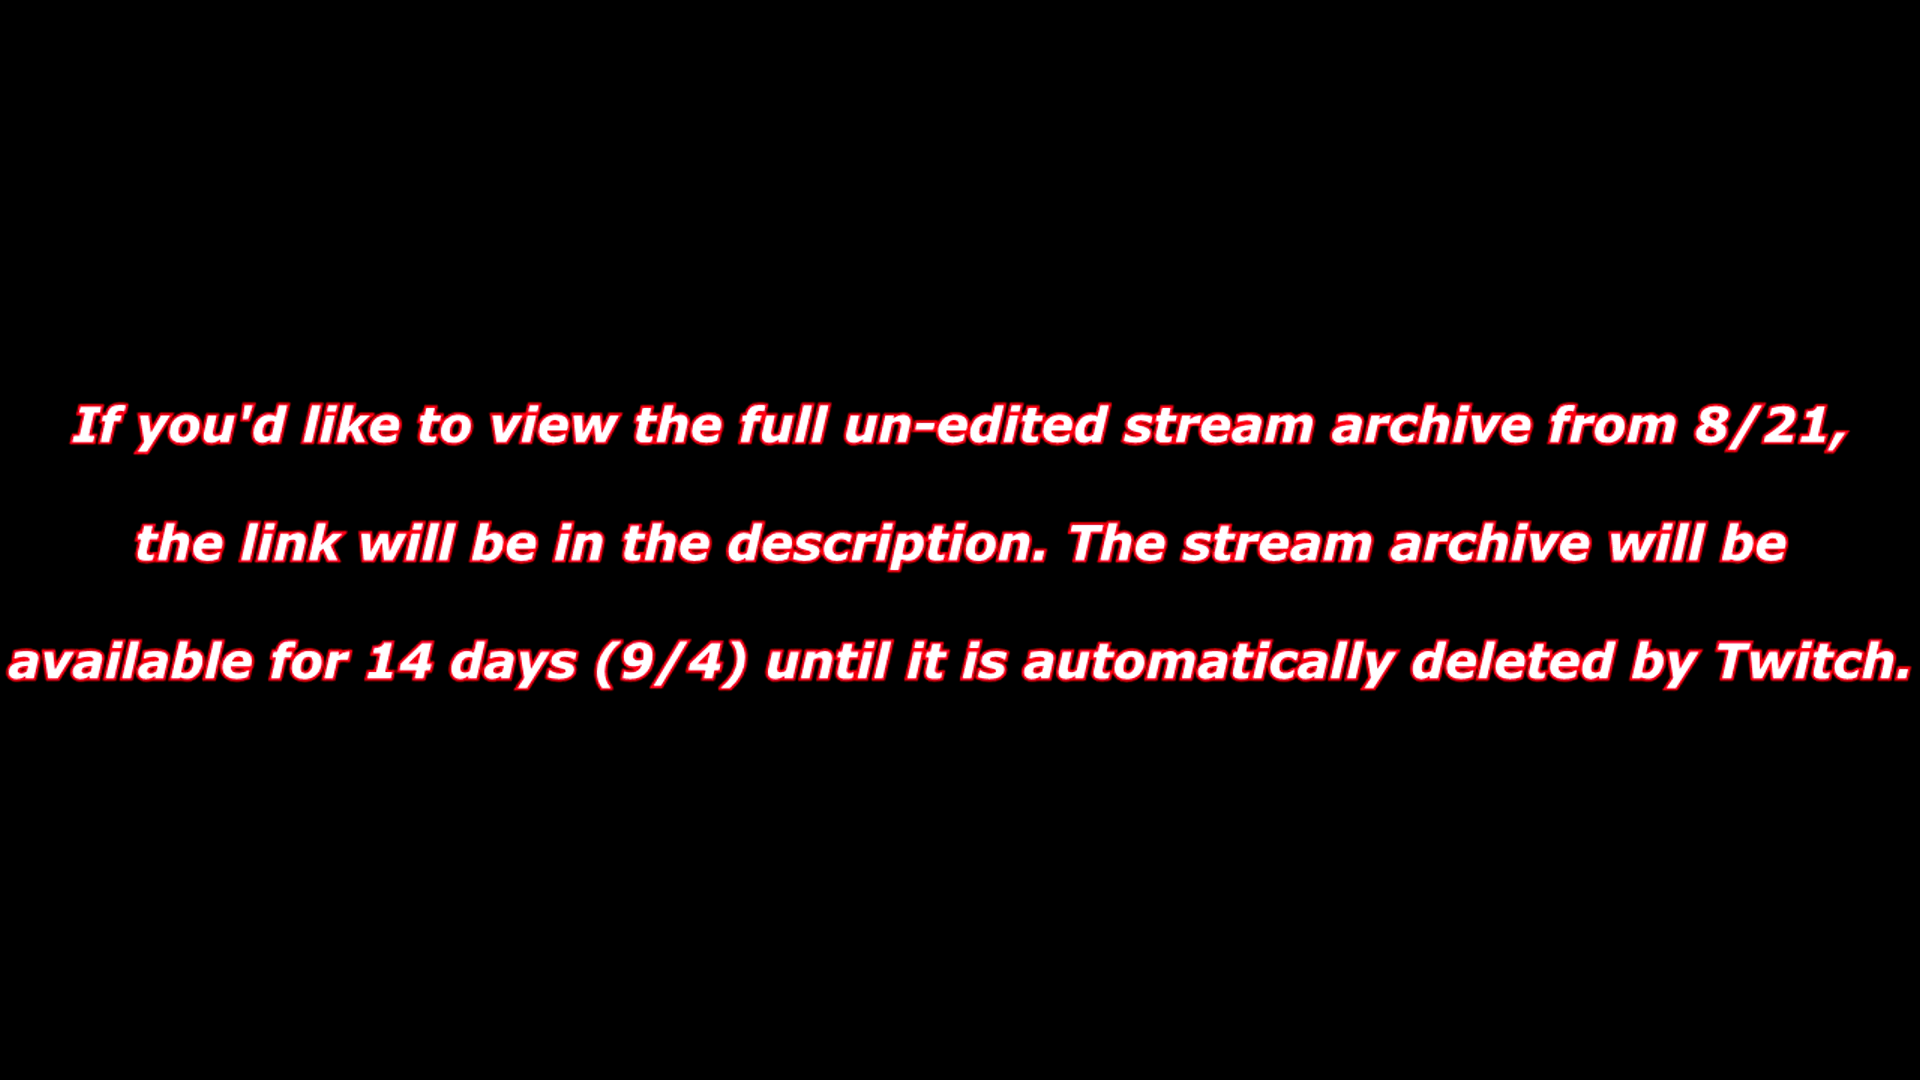 If you'd like to view the full un-edited stream archive from 8/21,
the link will be in the description. The stream archive will be
available for 14 days (9/4) until it is automatically deleted by Twitch.